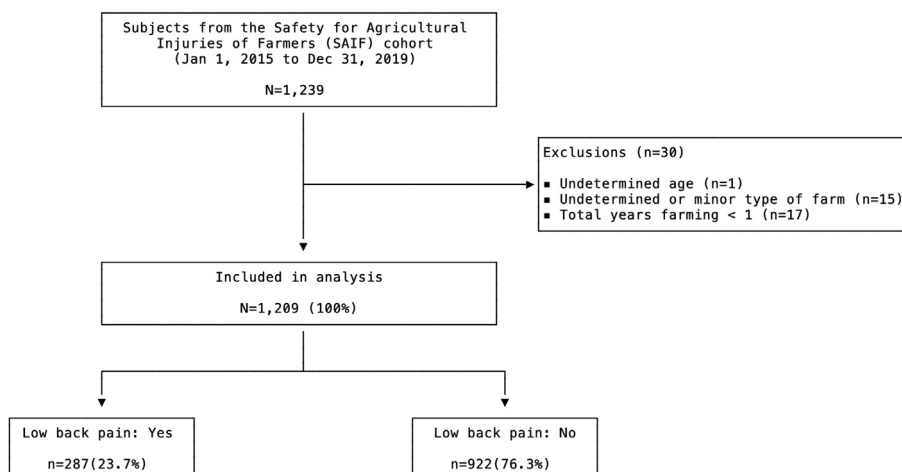 Subjects from the Safety for Agricultural
Injuries of Farmers (SAIF) cohort
(Jan 1, 2015 to Dec 31, 2019)
N=1,239
Exclusions (n=30)
▪ Undetermined age (n=1)
▪ Undetermined or minor type of farm (n=15)
▪ Total years farming < 1 (n=17)
Included in analysis
N=1,209 (100%)
Low back pain: Yes
n=287(23.7%)
Low back pain: No
n=922(76.3%)